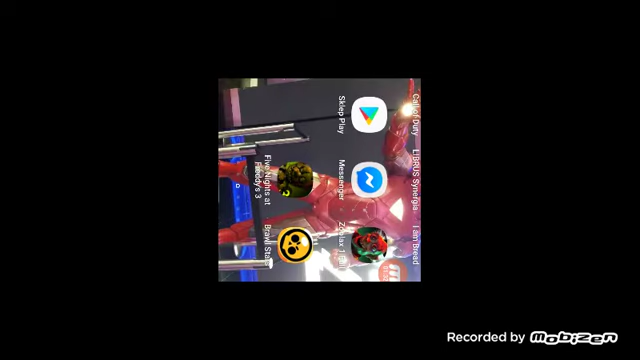 Call of Duty
LIBRUS Synergia
I am Bread
Sklep Play
Messenger
Five Nights at
Freddy's 3
Brawl Stars
Recorded by mobizen